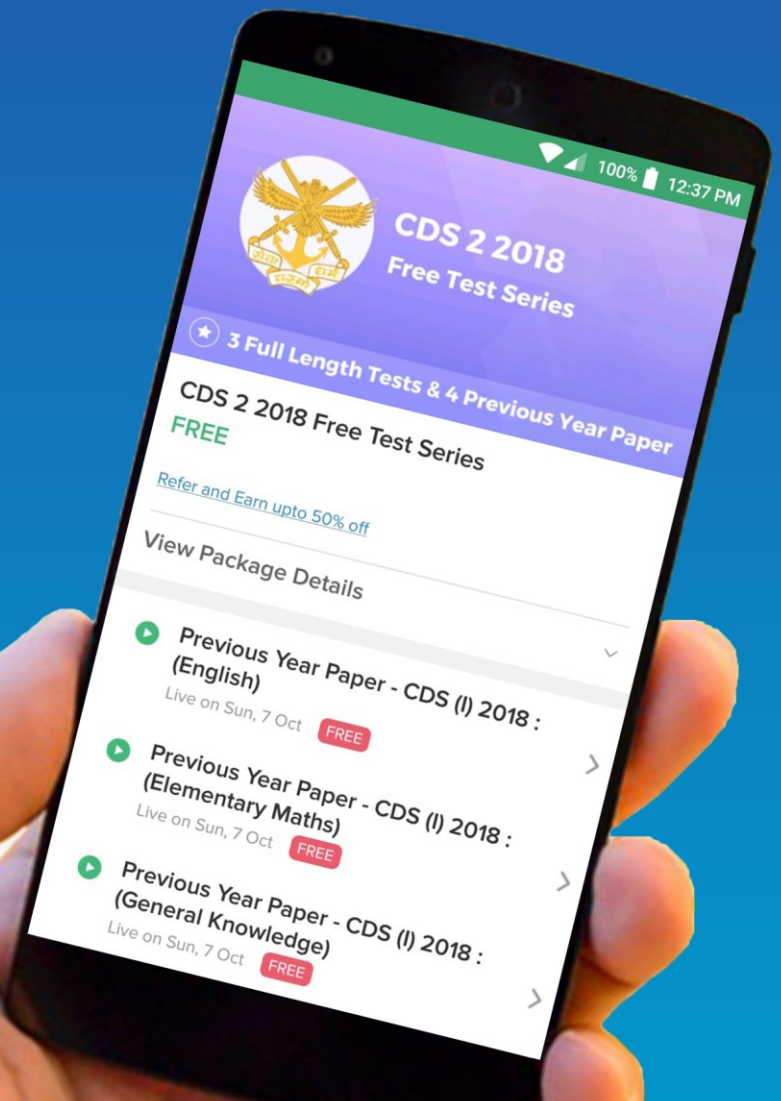 100% 12:37 PM
सेवा
परमो
धर्मः
CDS 2 2018
Free Test Series
3 Full Length Tests & 4 Previous Year Paper
CDS 2 2018 Free Test Series
FREE
Refer and Earn upto 50% off
View Package Details
Previous Year Paper - CDS (I) 2018 :
(English)
Live on Sun, 7 Oct FREE
Previous Year Paper - CDS (I) 2018 :
(Elementary Maths)
Live on Sun, 7 Oct FREE
Previous Year Paper - CDS (I) 2018 :
(General Knowledge)
Live on Sun, 7 Oct FREE